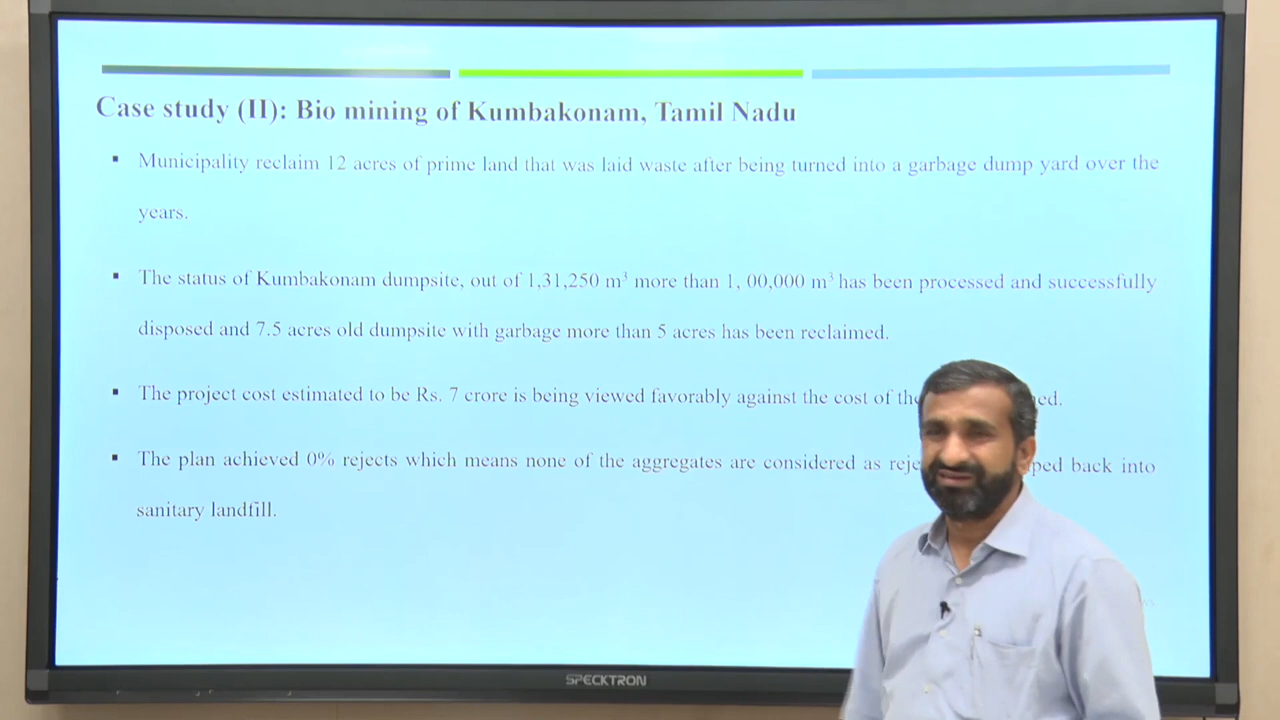 Case study (II): Bio mining of Kumbakonam, Tamil Nadu
▪ Municipality reclaim 12 acres of prime land that was laid waste after being turned into a garbage dump yard over the
years.
▪ The status of Kumbakonam dumpsite, out of 1,31,250 m³ more than 1, 00,000 m³ has been processed and successfully
disposed and 7.5 acres old dumpsite with garbage more than 5 acres has been reclaimed.
▪ The project cost estimated to be Rs. 7 crore is being viewed favorably against the cost of
▪ The plan achieved 0% rejects which means none of the aggregates are considered as back into
sanitary landfill.
SPECKTRON